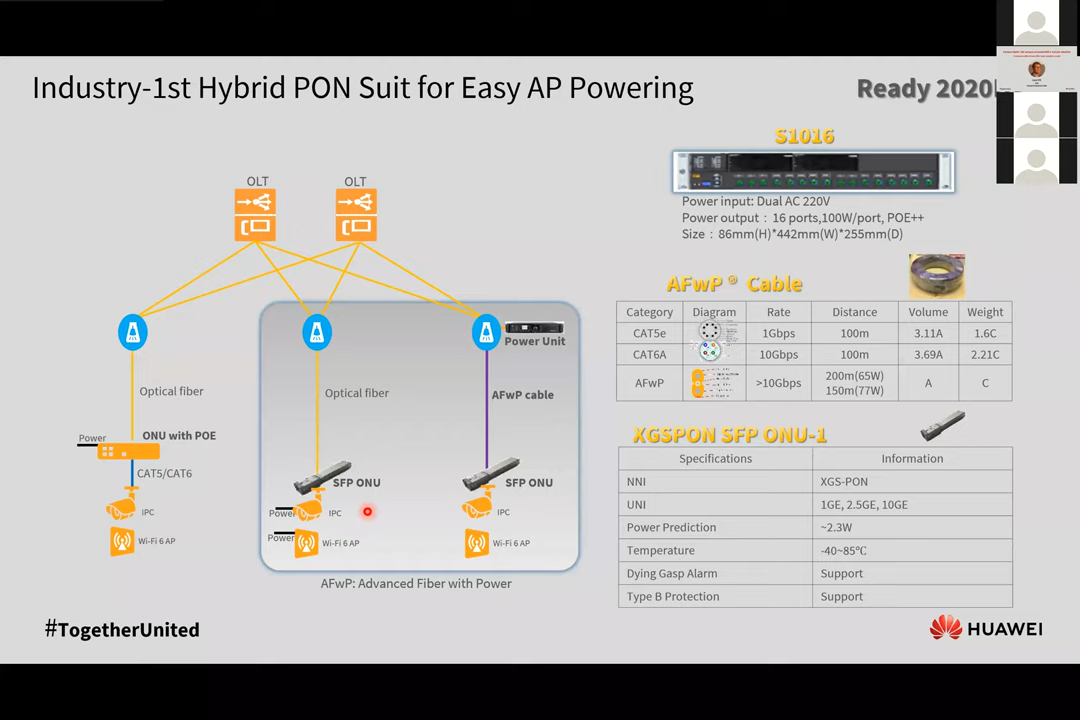 Industry-1st Hybrid PON Suit for Easy AP Powering
Ready 2020
S1016
Power input: Dual AC 220V
Power output : 16 ports,100W/port, POE++
Size : 86mm(H)*442mm(W)*255mm(D)
OLT
OLT
Power Unit
Optical fiber
Optical fiber
AFwP cable
Power
ONU with POE
CAT5/CAT6
IPC
Wi-Fi 6 AP
SFP ONU
Power
IPC
Power
Wi-Fi 6 AP
SFP ONU
IPC
Wi-Fi 6 AP
AFwP: Advanced Fiber with Power
AFwP® Cable
Category Diagram Rate Distance Volume Weight
CAT5e 1Gbps 100m 3.11A 1.6C
CAT6A 10Gbps 100m 3.69A 2.21C
AFwP >10Gbps 200m(65W) A C
150m(77W)
XGSPON SFP ONU-1
Specifications Information
NNI XGS-PON
UNI 1GE, 2.5GE, 10GE
Power Prediction ~2.3W
Temperature -40~85℃
Dying Gasp Alarm Support
Type B Protection Support
#TogetherUnited
HUAWEI